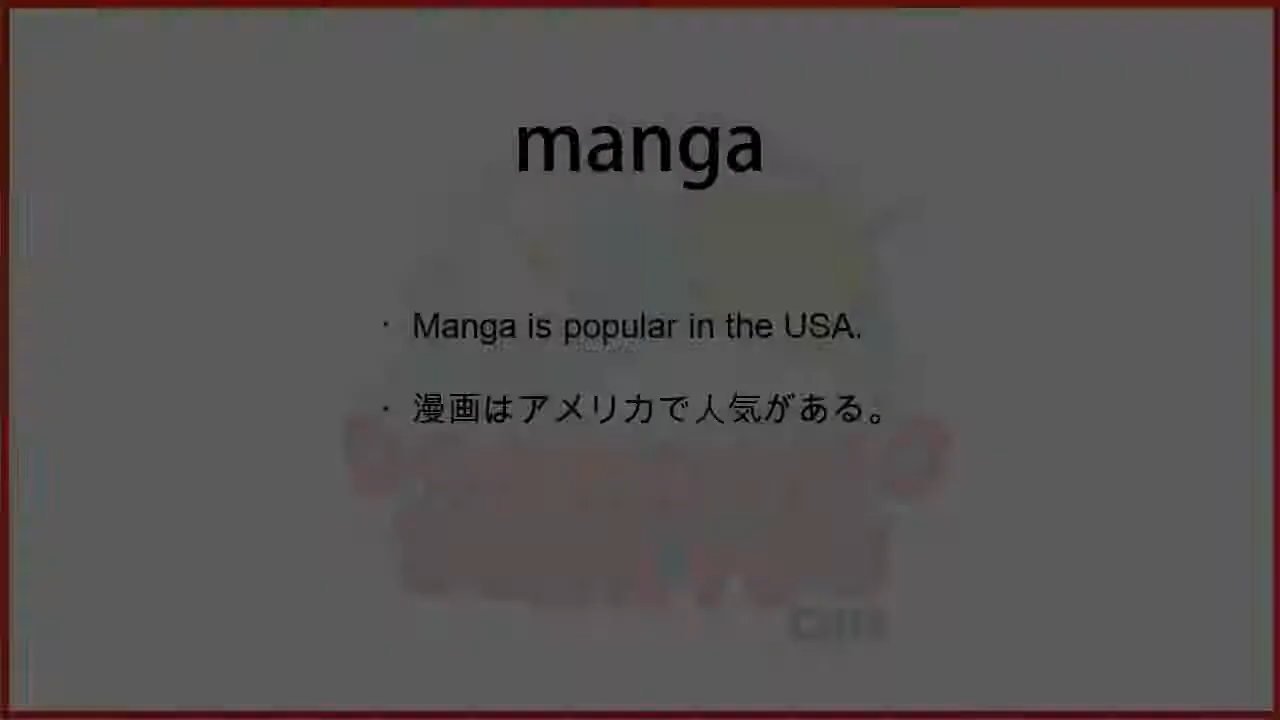 manga
· Manga is popular in the USA.
· 漫画はアメリカで人気がある。